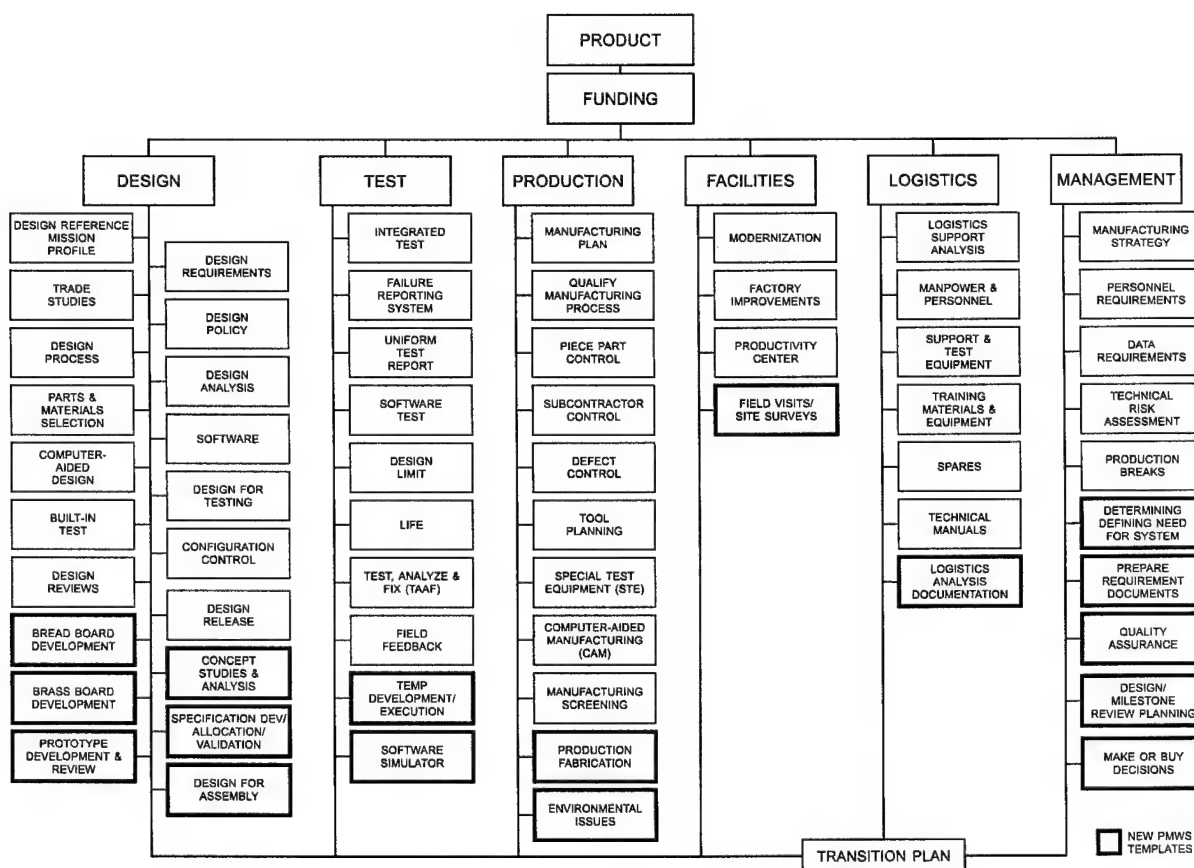 PRODUCT
FUNDING
DESIGN
TEST
PRODUCTION
FACILITIES
LOGISTICS
MANAGEMENT
DESIGN REFERENCE
MISSION
PROFILE
TRADE
STUDIES
DESIGN
PROCESS
PARTS &
MATERIALS
SELECTION
COMPUTER-
AIDED
DESIGN
BUILT-IN
TEST
DESIGN
REVIEWS
BREAD BOARD
DEVELOPMENT
BRASS BOARD
DEVELOPMENT
PROTOTYPE
DEVELOPMENT &
REVIEW
DESIGN
REQUIREMENTS
DESIGN
POLICY
DESIGN
ANALYSIS
SOFTWARE
DESIGN FOR
TESTING
CONFIGURATION
CONTROL
DESIGN
RELEASE
CONCEPT
STUDIES &
ANALYSIS
SPECIFICATION DEV/
ALLOCATION/
VALIDATION
DESIGN FOR
ASSEMBLY
INTEGRATED
TEST
FAILURE
REPORTING
SYSTEM
UNIFORM
TEST
REPORT
SOFTWARE
TEST
DESIGN
LIMIT
LIFE
TEST, ANALYZE &
FIX (TAAF)
FIELD
FEEDBACK
TEMP
DEVELOPMENT/
EXECUTION
SOFTWARE
SIMULATOR
MANUFACTURING
PLAN
QUALIFY
MANUFACTURING
PROCESS
PIECE PART
CONTROL
SUBCONTRACTOR
CONTROL
DEFECT
CONTROL
TOOL
PLANNING
SPECIAL TEST
EQUIPMENT (STE)
COMPUTER-AIDED
MANUFACTURING
(CAM)
MANUFACTURING
SCREENING
PRODUCTION
FABRICATION
ENVIRONMENTAL
ISSUES
MODERNIZATION
FACTORY
IMPROVEMENTS
PRODUCTIVITY
CENTER
FIELD VISITS/
SITE SURVEYS
LOGISTICS
SUPPORT
ANALYSIS
MANPOWER &
PERSONNEL
SUPPORT &
TEST
EQUIPMENT
TRAINING
MATERIALS &
EQUIPMENT
SPARES
TECHNICAL
MANUALS
LOGISTICS
ANALYSIS
DOCUMENTATION
MANUFACTURING
STRATEGY
PERSONNEL
REQUIREMENTS
DATA
REQUIREMENTS
TECHNICAL
RISK
ASSESSMENT
PRODUCTION
BREAKS
DETERMINING
DEFINING NEED
FOR SYSTEM
PREPARE
REQUIREMENT
DOCUMENTS
QUALITY
ASSURANCE
DESIGN/
MILESTONE
REVIEW PLANNING
MAKE OR BUY
DECISIONS
TRANSITION PLAN
NEW PMWS
TEMPLATES